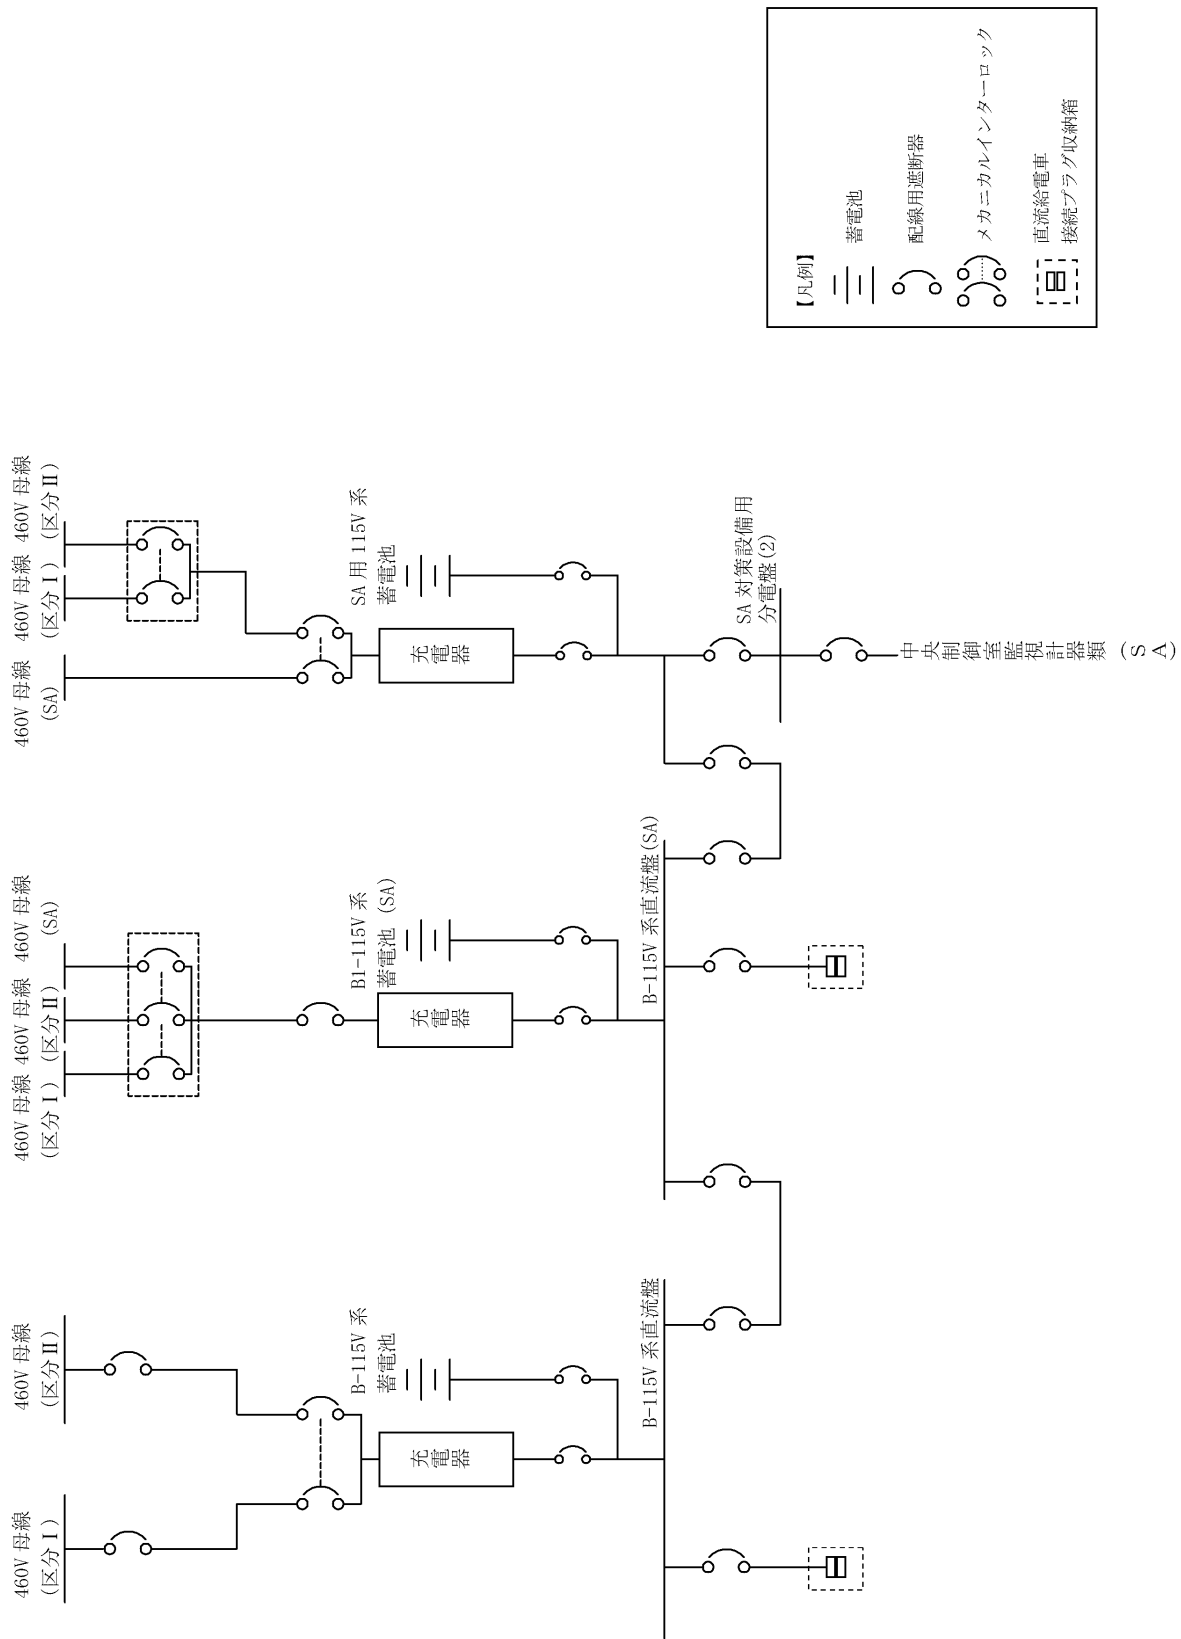 460V 母線
(区分Ⅰ)
460V 母線
(区分Ⅱ)
B-115V 系
蓄電池
充電器
B-115V 系直流盤
460V 母線
(区分Ⅰ)
460V 母線
(区分Ⅱ)
460V 母線
(SA)
B1-115V 系
蓄電池 (SA)
充電器
B-115V 系直流盤(SA)
460V 母線
(SA)
460V 母線
(区分Ⅰ)
460V 母線
(区分Ⅱ)
SA 用 115V 系
蓄電池
充電器
SA 対策設備用
分電盤(2)
中央制御室監視計器類 (SA)
【凡例】
蓄電池
配線用遮断器
メカニカルインターロック
直流給電車
接続プラグ収納箱